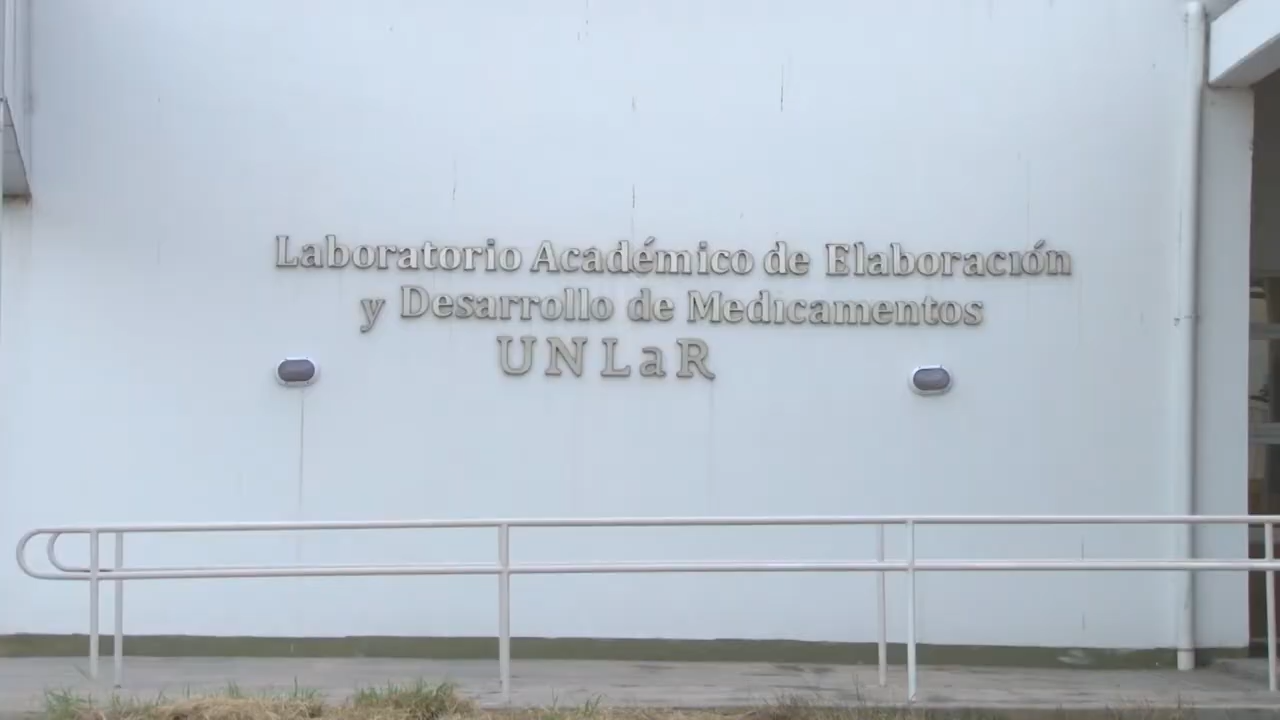 Laboratorio Académico de Elaboración
y Desarrollo de Medicamentos
UNLaR